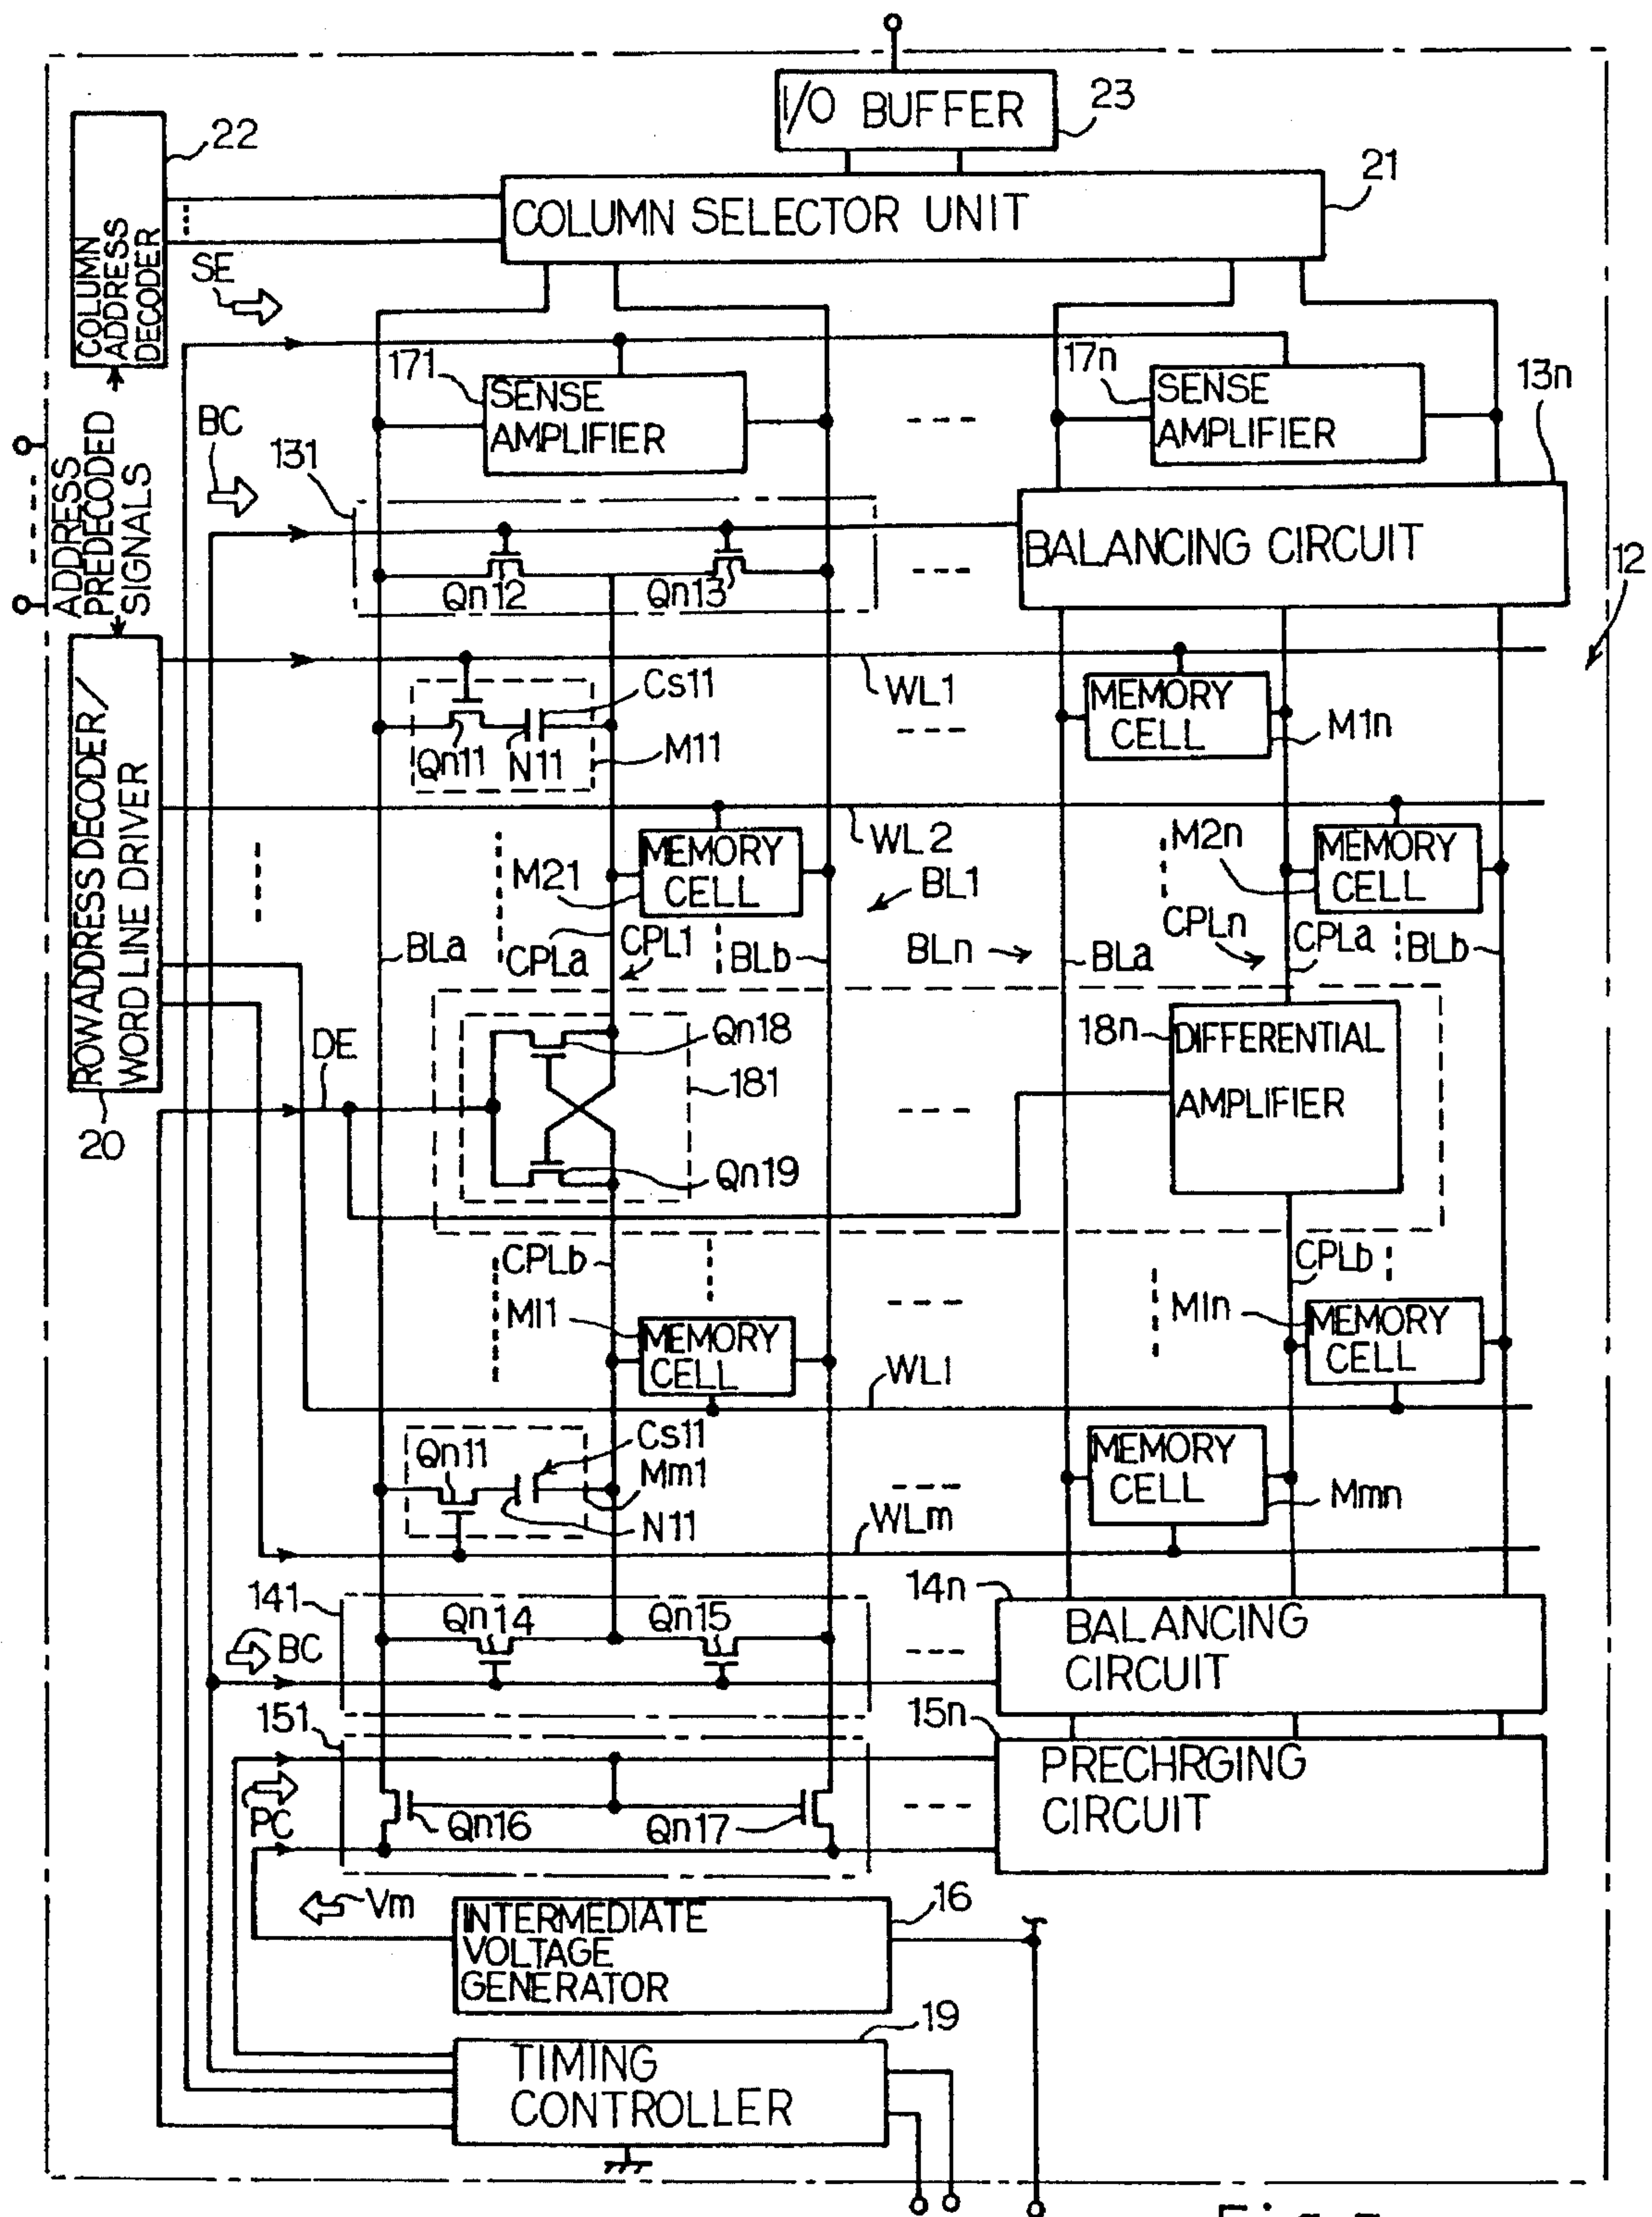 I/O BUFFER
23
22
21
COLUMN SELECTOR UNIT
COLUMN
ADDRESS
DECODER
SE
171
SENSE
AMPLIFIER
17n
SENSE
AMPLIFIER
13n
BC
ADDRESS
PREDECODED
SIGNALS
131
BALANCING CIRCUIT
12
Qn12
Qn13
WL1
Cs11
Qn11
N11
M11
MEMORY
CELL
M1n
ROW ADDRESS DECODER/
WORD LINE DRIVER
WL2
M21
MEMORY
CELL
BL1
M2n
MEMORY
CELL
BLa
CPLa
CPL1
BLb
BLn
BLa
CPLn
CPLa
BLb
DE
Qn18
181
18n
DIFFERENTIAL
AMPLIFIER
20
Qn19
CPLb
CPLb
Ml1
MEMORY
CELL
Mln
MEMORY
CELL
WLl
Qn11
Cs11
Mm1
N11
MEMORY
CELL
Mmn
WLm
141
Qn14
Qn15
14n
BALANCING
CIRCUIT
BC
151
15n
PRECHRGING
CIRCUIT
PC
Qn16
Qn17
Vm
INTERMEDIATE
VOLTAGE
GENERATOR
16
19
TIMING
CONTROLLER